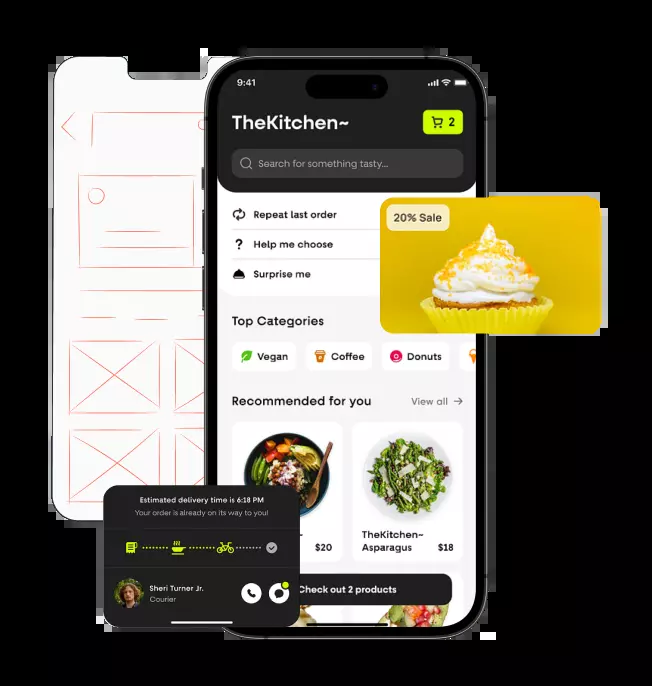 9:41
TheKitchen~
2
Search for something tasty...
Repeat last order
Help me choose
Surprise me
20% Sale
Top Categories
Vegan
Coffee
Donuts
Recommended for you
View all
$20
TheKitchen~
Asparagus
$18
Check out 2 products
Estimated delivery time is 6:18 PM
Your order is already on its way to you!
Sheri Turner Jr.
Courier